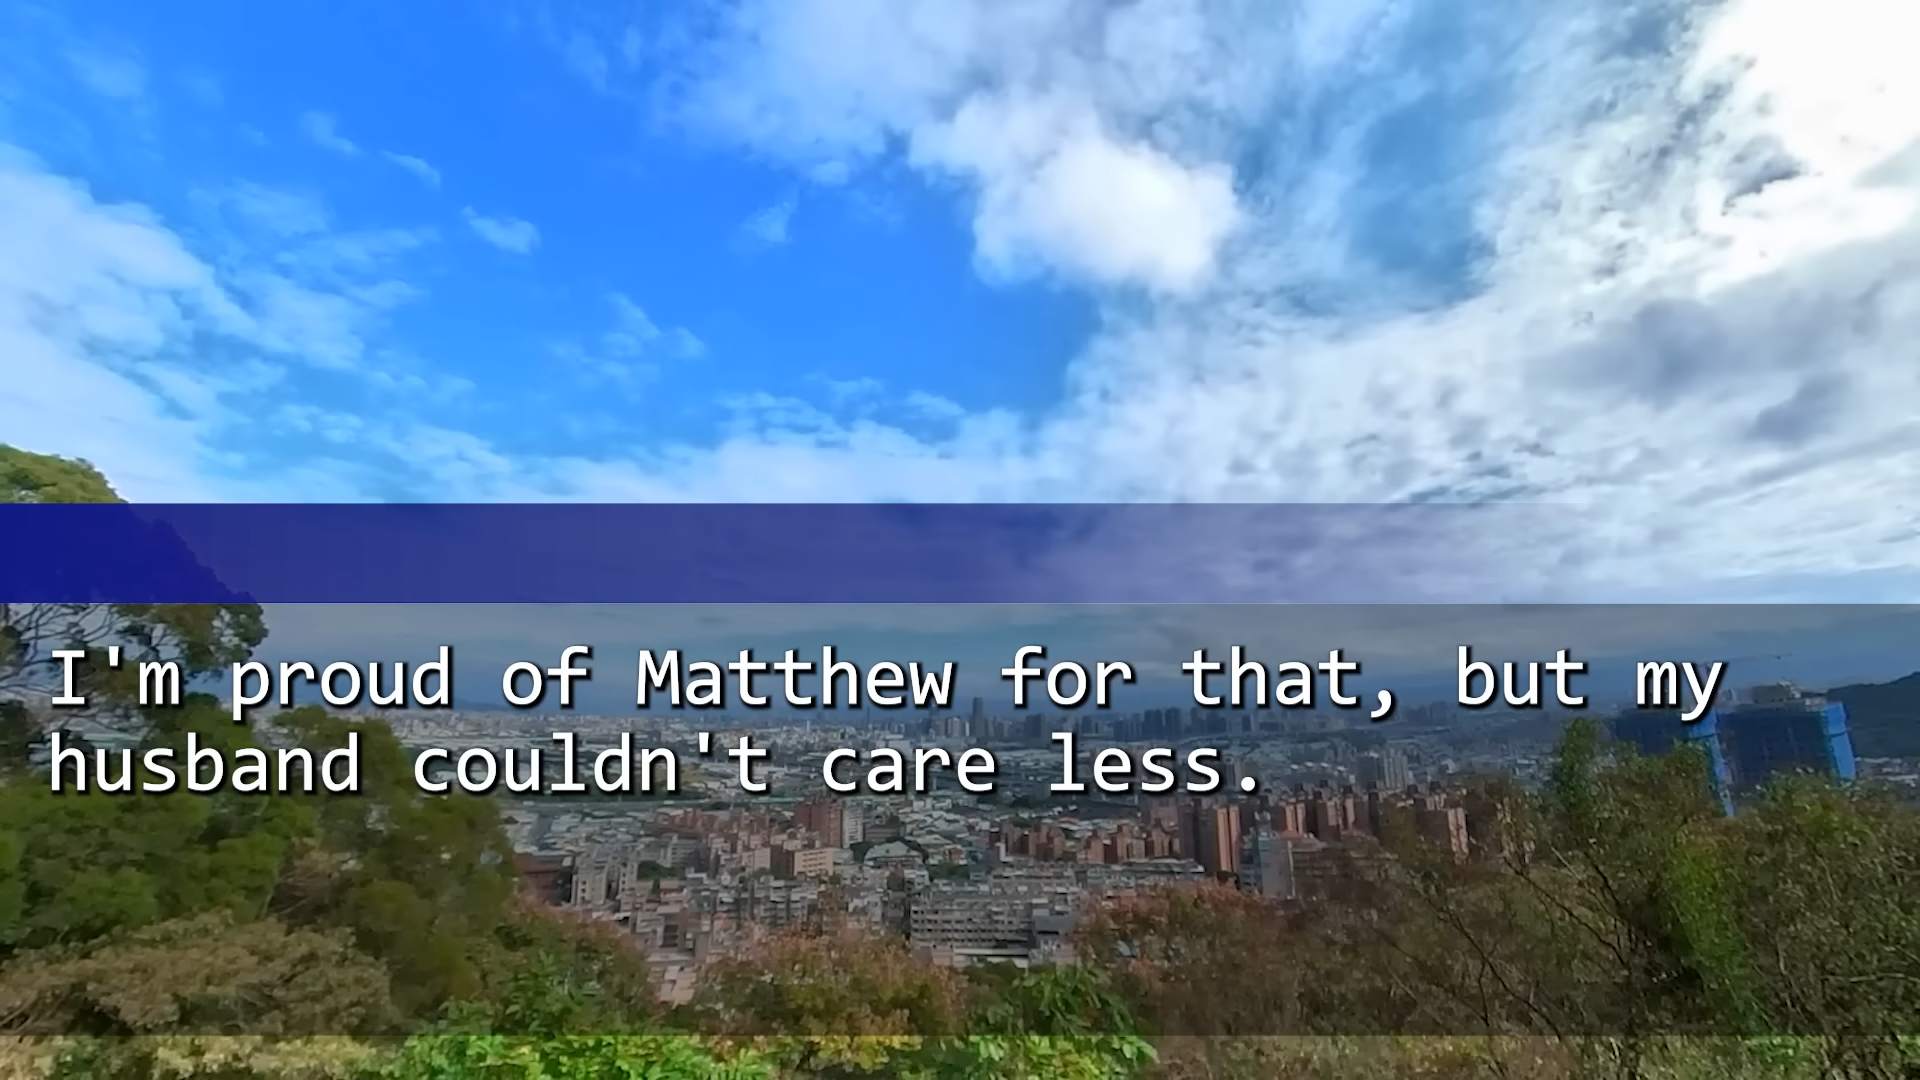 I'm proud of Matthew for that, but my
husband couldn't care less.